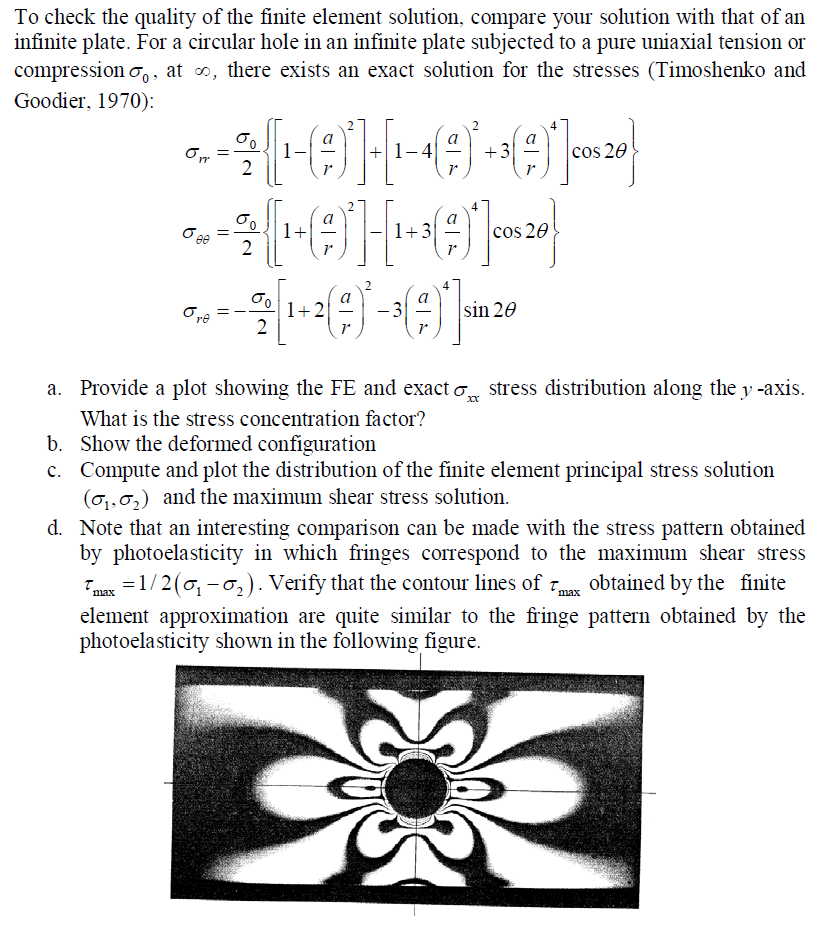 To check the quality of the finite element solution, compare your solution with that of an
infinite plate. For a circular hole in an infinite plate subjected to a pure uniaxial tension or
compression σ₀, at ∞, there exists an exact solution for the stresses (Timoshenko and
Goodier, 1970):
σ_rr = σ₀/2 {[1−(a/r)²]+[1−4(a/r)²+3(a/r)⁴]cos 2θ}
σ_θθ = σ₀/2 {[1+(a/r)²]−[1+3(a/r)⁴]cos 2θ}
σ_rθ = −σ₀/2 [1+2(a/r)²−3(a/r)⁴]sin 2θ
a. Provide a plot showing the FE and exact σ_xx stress distribution along the y-axis.
What is the stress concentration factor?
b. Show the deformed configuration
c. Compute and plot the distribution of the finite element principal stress solution
(σ₁,σ₂) and the maximum shear stress solution.
d. Note that an interesting comparison can be made with the stress pattern obtained
by photoelasticity in which fringes correspond to the maximum shear stress
τ_max =1/2(σ₁−σ₂). Verify that the contour lines of τ_max obtained by the finite
element approximation are quite similar to the fringe pattern obtained by the
photoelasticity shown in the following figure.